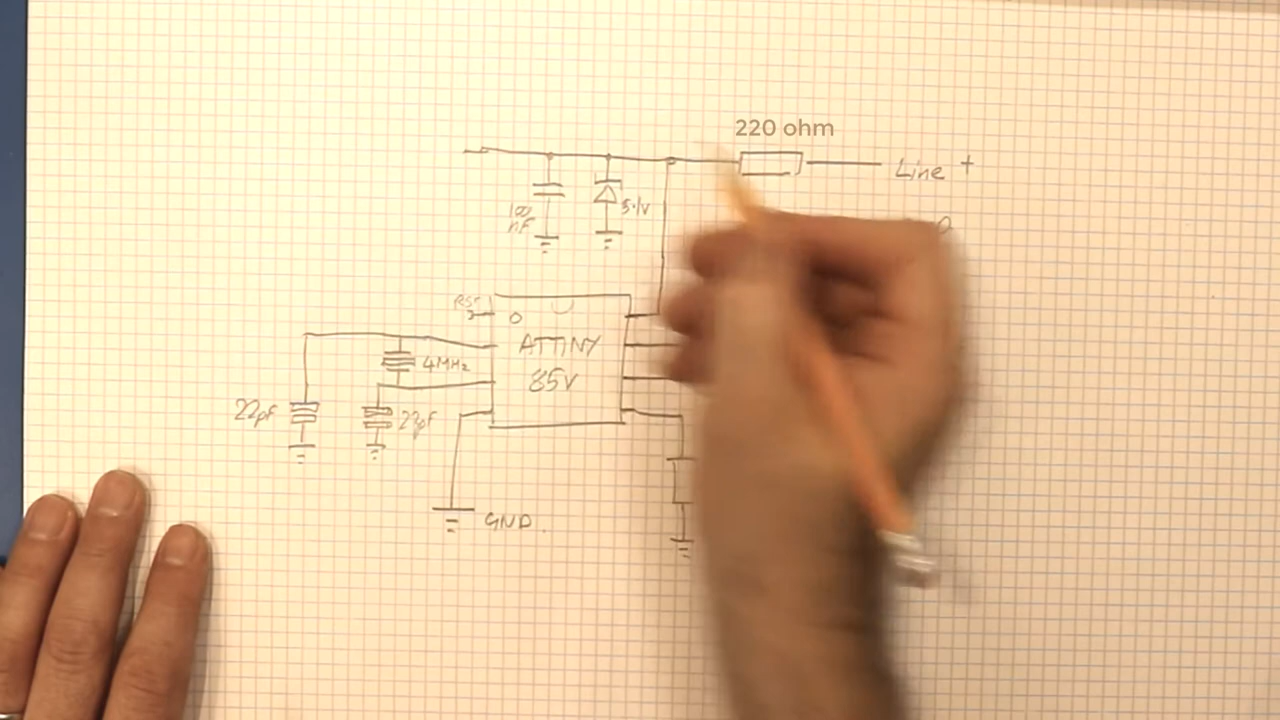 220 ohm
Line +
100
nF
5.1V
RST
ATTINY
85V
4MHz
22pF
22pF
GND.